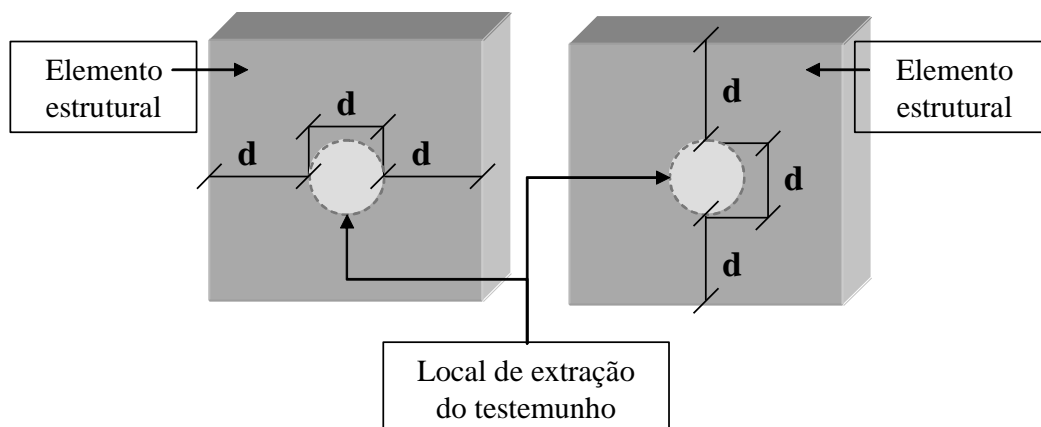 Elemento
estrutural
d
d
d
d
d
d
Elemento
estrutural
Local de extração
do testemunho